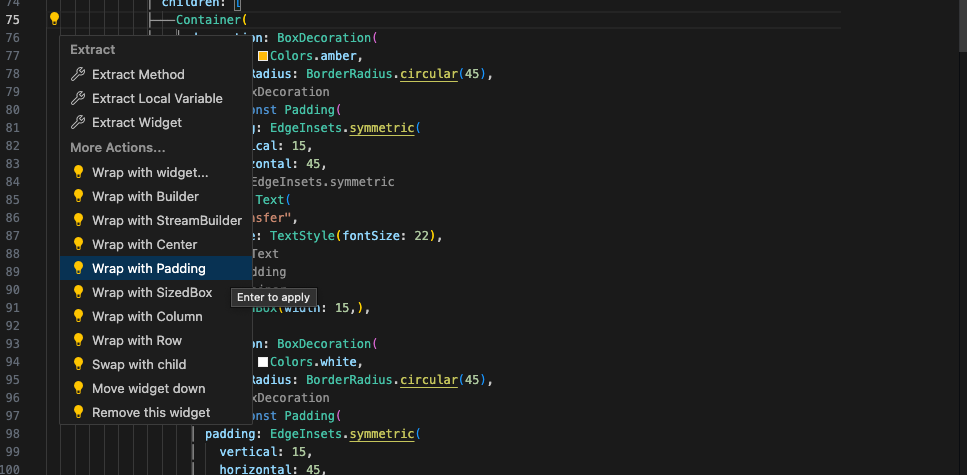 74 children: [
75 Container(
76 n: BoxDecoration(
77 Colors.amber,
78 Radius: BorderRadius.circular(45),
79 xDecoration
80 nst Padding(
81 g: EdgeInsets.symmetric(
82 cal: 15,
83 zontal: 45,
84 EdgeInsets.symmetric
85 Text(
86 nsfer",
87 e: TextStyle(fontSize: 22),
88 Text
89 dding
90
91 Box(width: 15,),
92
93 on: BoxDecoration(
94 Colors.white,
95 Radius: BorderRadius.circular(45),
96 xDecoration
97 nst Padding(
98 padding: EdgeInsets.symmetric(
99 vertical: 15,
100 horizontal: 45,
Extract
Extract Method
Extract Local Variable
Extract Widget
More Actions...
Wrap with widget...
Wrap with Builder
Wrap with StreamBuilder
Wrap with Center
Wrap with Padding
Wrap with SizedBox
Wrap with Column
Wrap with Row
Swap with child
Move widget down
Remove this widget
Enter to apply